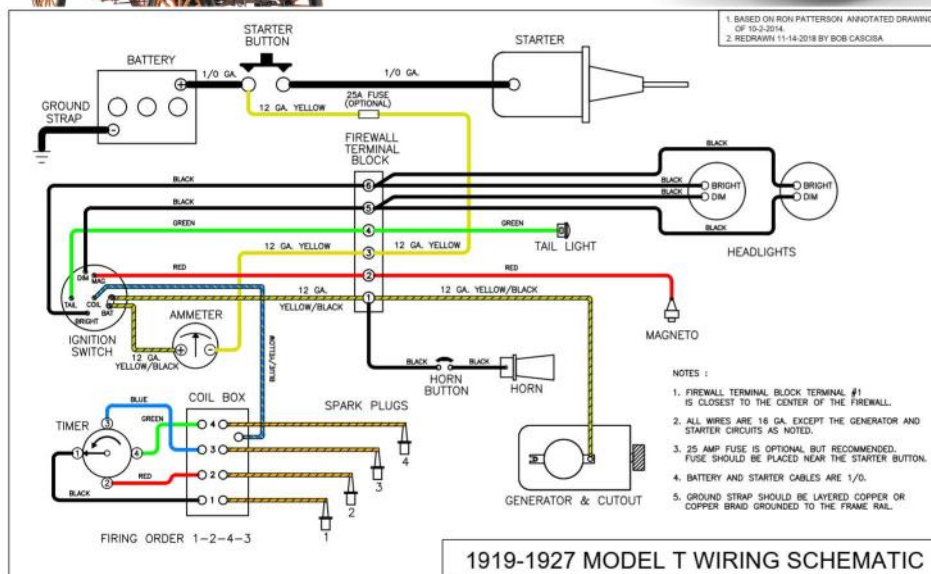 1. BASED ON RON PATTERSON ANNOTATED DRAWING
OF 10-2-2014.
2. REDRAWN 11-14-2018 BY BOB CASCISA
STARTER
BUTTON
STARTER
BATTERY
1/0 GA.
1/0 GA.
25A FUSE
(OPTIONAL)
12 GA. YELLOW
GROUND
STRAP
FIREWALL
TERMINAL
BLOCK
BLACK
BLACK
6
BLACK
BRIGHT
BRIGHT
BLACK
DIM
DIM
BLACK
5
BLACK
GREEN
4
GREEN
TAIL LIGHT
HEADLIGHTS
12 GA. YELLOW
3
12 GA. YELLOW
RED
2
RED
DIM
MAG
12 GA.
12 GA. YELLOW/BLACK
TAIL
COIL
BAT
1
YELLOW/BLACK
BRIGHT
AMMETER
MAGNETO
IGNITION
SWITCH
12 GA.
YELLOW/BLACK
BLUE/YELLOW
BLACK
BLACK
HORN
BUTTON
HORN
NOTES :
1. FIREWALL TERMINAL BLOCK TERMINAL #1
IS CLOSEST TO THE CENTER OF THE FIREWALL.
2. ALL WIRES ARE 16 GA. EXCEPT THE GENERATOR AND
STARTER CIRCUITS AS NOTED.
3. 25 AMP FUSE IS OPTIONAL BUT RECOMMENDED.
FUSE SHOULD BE PLACED NEAR THE STARTER BUTTON.
4. BATTERY AND STARTER CABLES ARE 1/0.
5. GROUND STRAP SHOULD BE LAYERED COPPER OR
COPPER BRAID GROUNDED TO THE FRAME RAIL.
BLUE
COIL BOX
SPARK PLUGS
TIMER
3
GREEN
4
1
4
3
4
2
RED
2
3
BLACK
1
2
1
GENERATOR & CUTOUT
FIRING ORDER 1-2-4-3
1919-1927 MODEL T WIRING SCHEMATIC